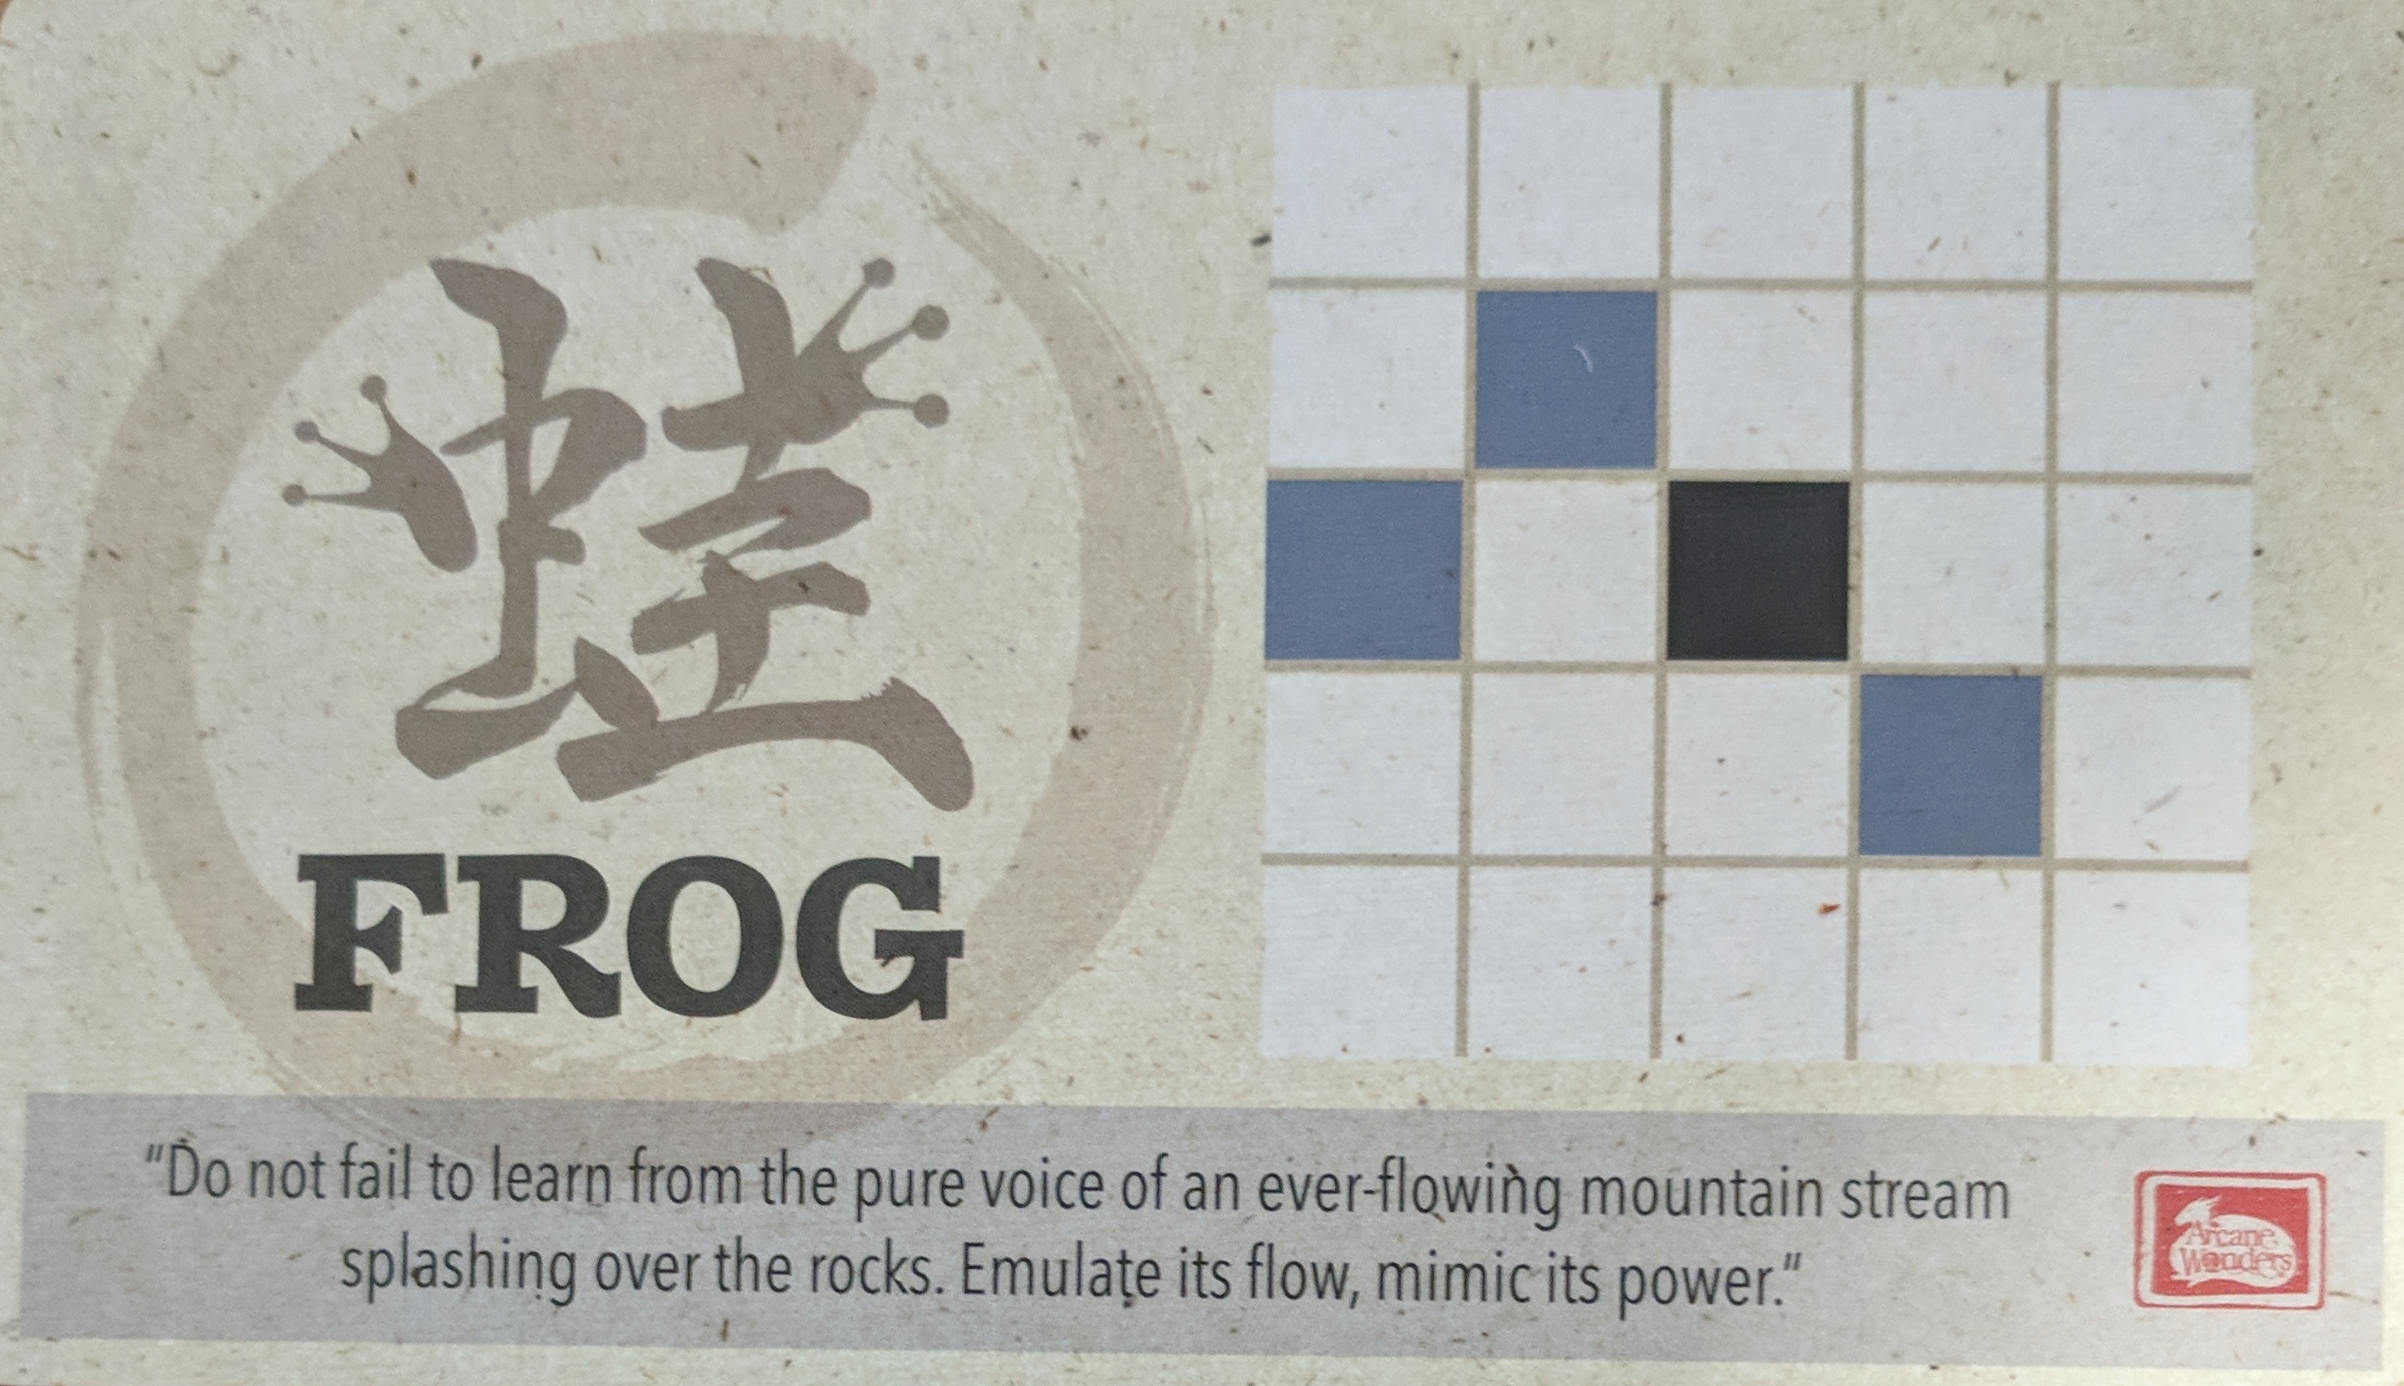 蛙
FROG
“Do not fail to learn from the pure voice of an ever-flowing mountain stream
splashing over the rocks. Emulate its flow, mimic its power.”
Arcane
Wonders